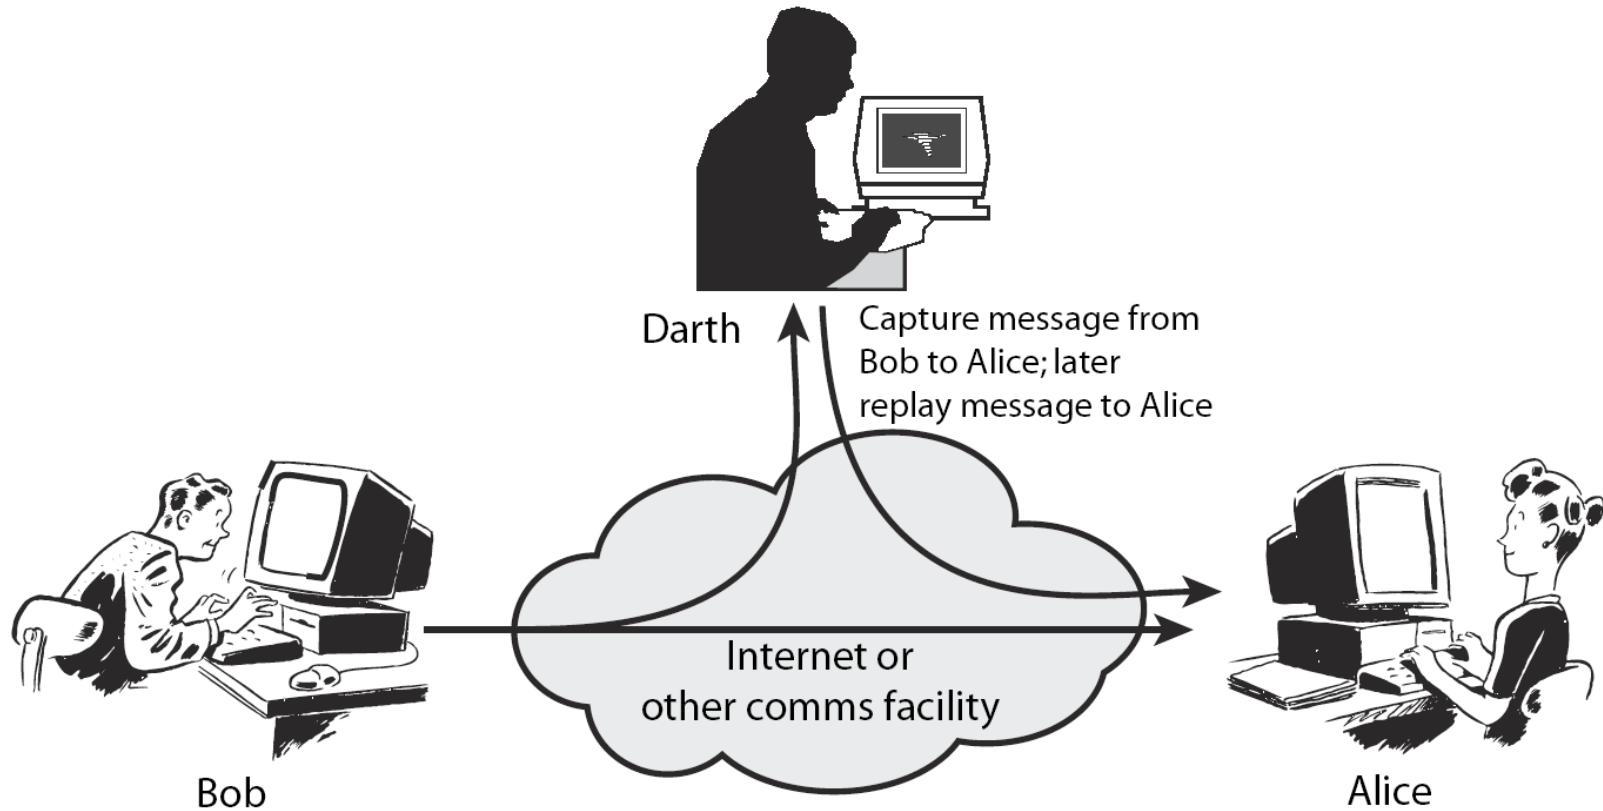 Darth
Capture message from
Bob to Alice; later
replay message to Alice
Internet or
other comms facility
Bob
Alice